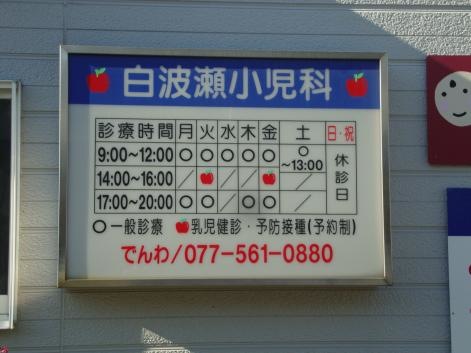 白波瀬小児科
診療時間 月 火 水 木 金 土 日・祝
9:00~12:00 ○ ○ ○ ○ ○ ○~13:00 休診日
14:00~16:00 / / / /
17:00~20:00 ○ ○ / ○ ○ /
○一般診療 乳児健診・予防接種(予約制)
でんわ/077-561-0880